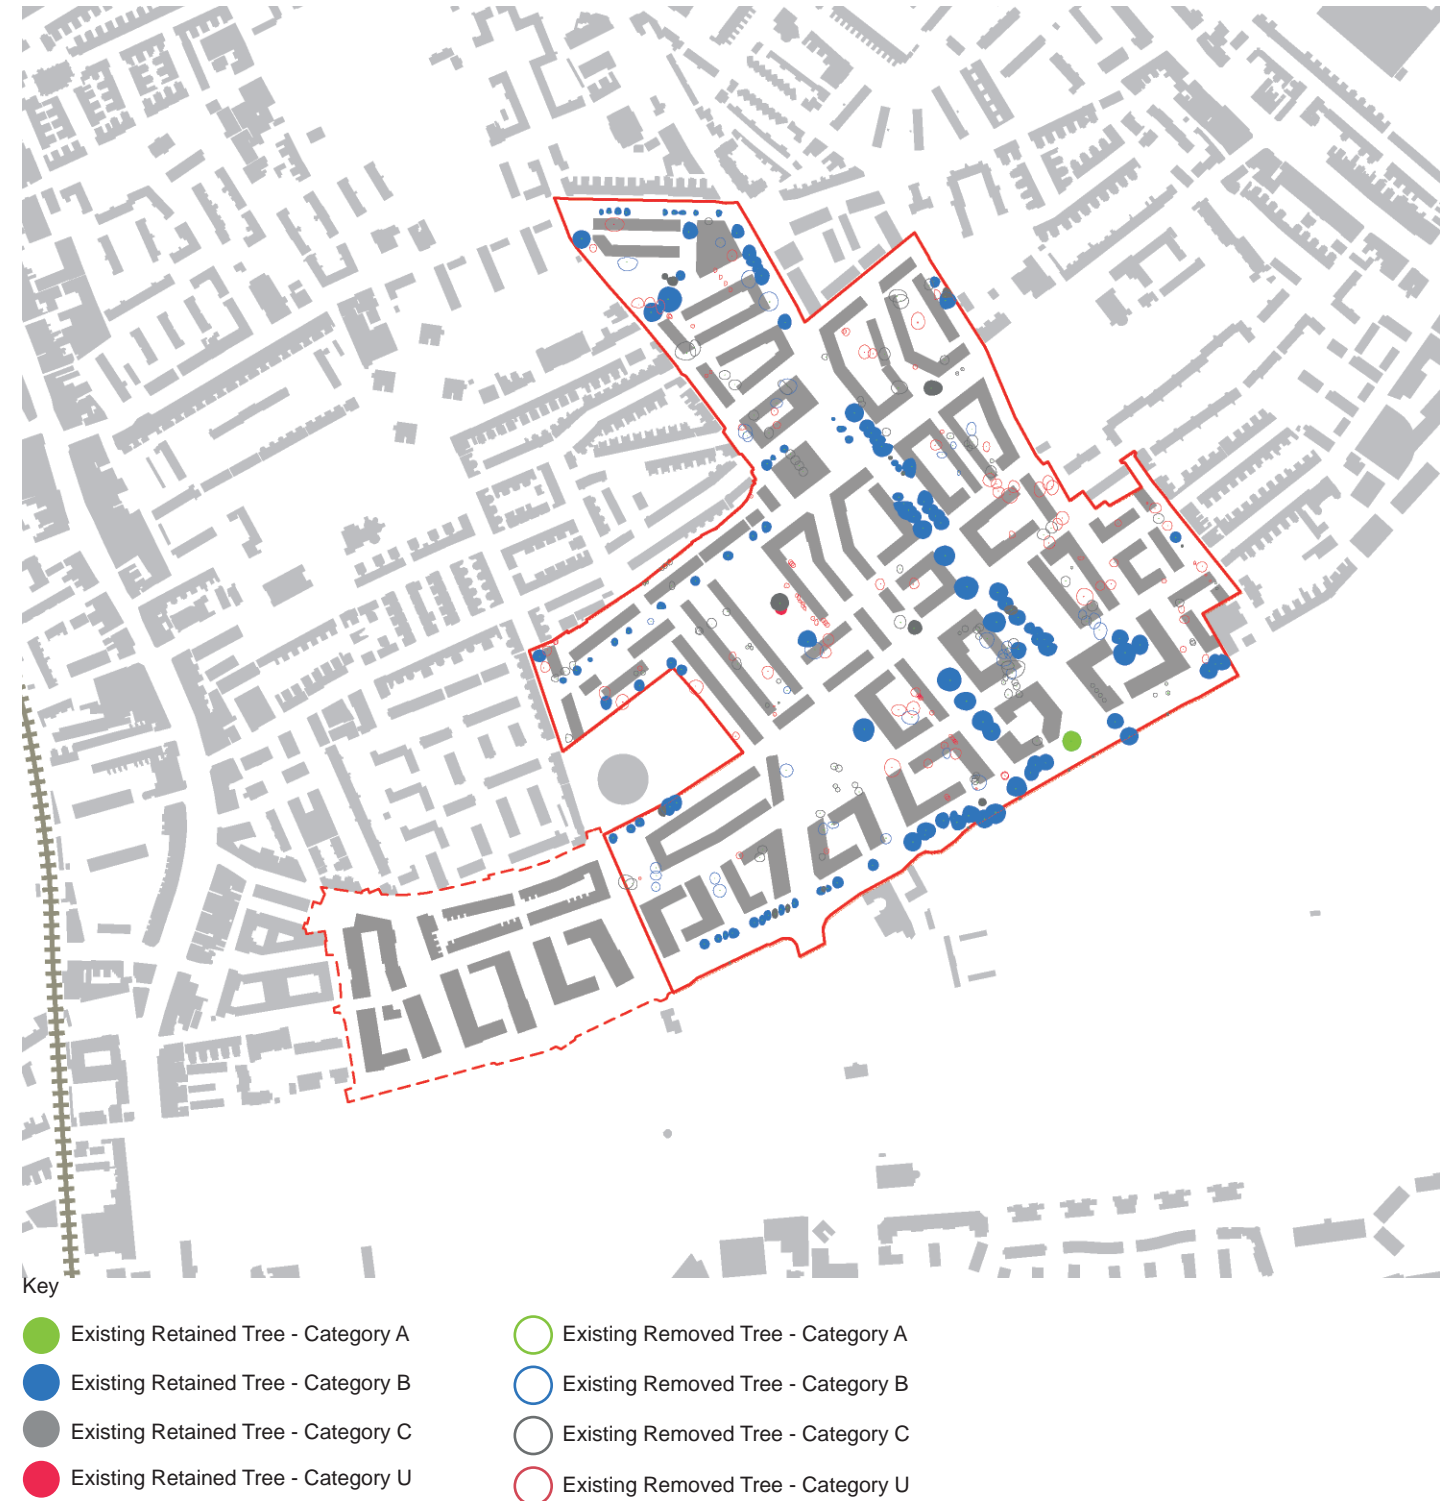 Key
Existing Retained Tree - Category A
Existing Retained Tree - Category B
Existing Retained Tree - Category C
Existing Retained Tree - Category U
Existing Removed Tree - Category A
Existing Removed Tree - Category B
Existing Removed Tree - Category C
Existing Removed Tree - Category U